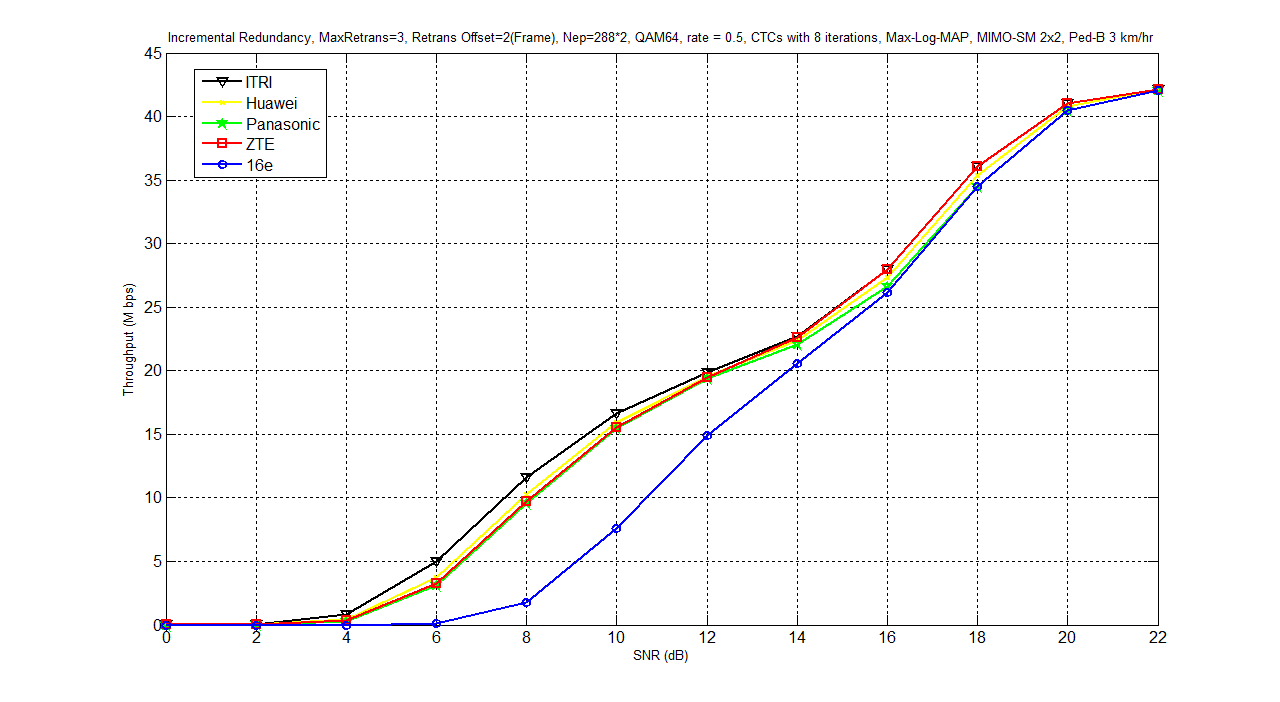 Incremental Redundancy, MaxRetrans=3, Retrans Offset=2(Frame), Nep=288*2, QAM64, rate = 0.5, CTCs with 8 iterations, Max-Log-MAP, MIMO-SM 2x2, Ped-B 3 km/hr
45
40
35
30
25
20
15
10
5
0
Throughput (M bps)
ITRI
Huawei
Panasonic
ZTE
16e
0 2 4 6 8 10 12 14 16 18 20 22
SNR (dB)